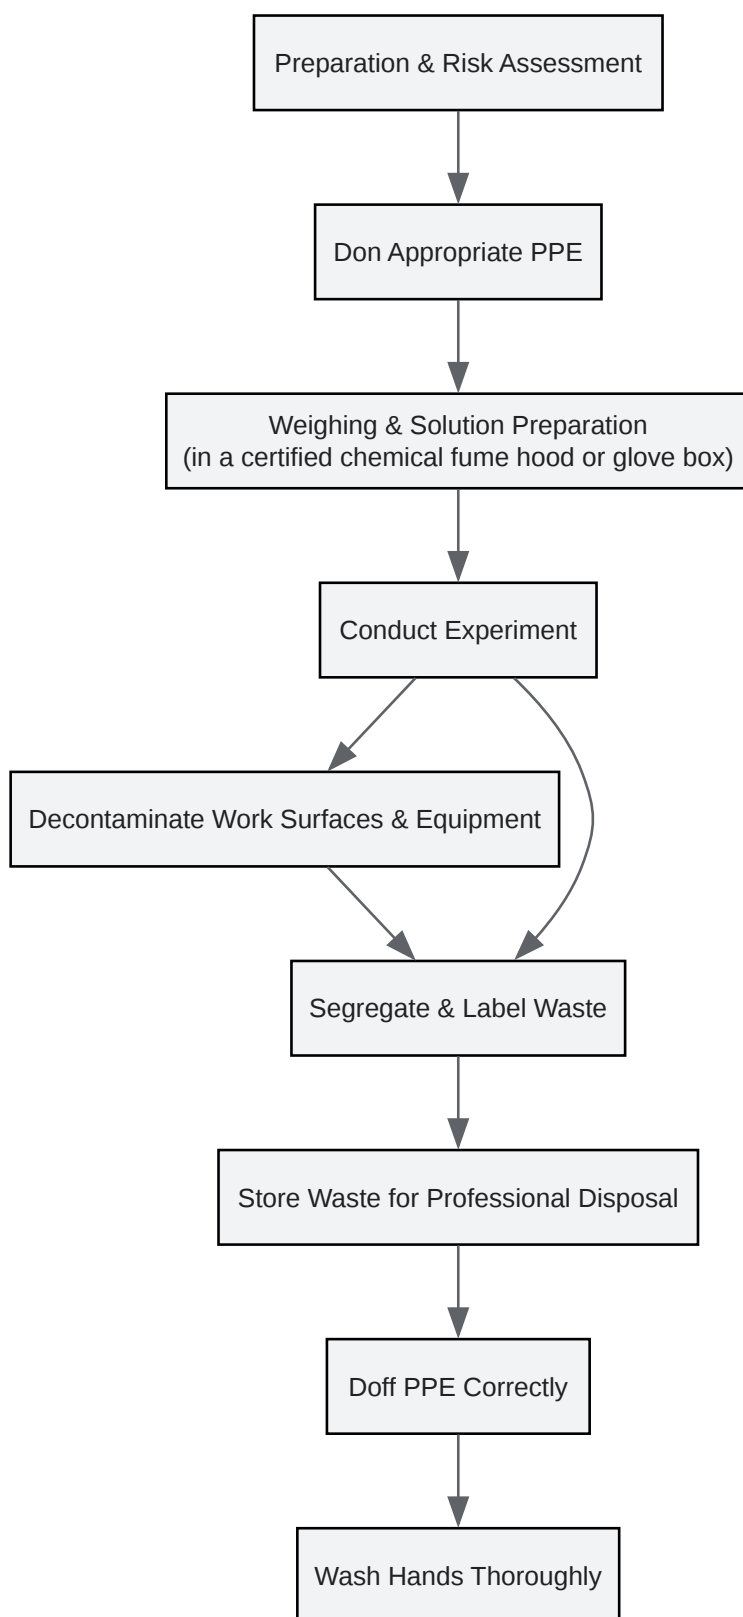 Preparation & Risk Assessment
Don Appropriate PPE
Weighing & Solution Preparation
(in a certified chemical fume hood or glove box)
Conduct Experiment
Decontaminate Work Surfaces & Equipment
Segregate & Label Waste
Store Waste for Professional Disposal
Doff PPE Correctly
Wash Hands Thoroughly